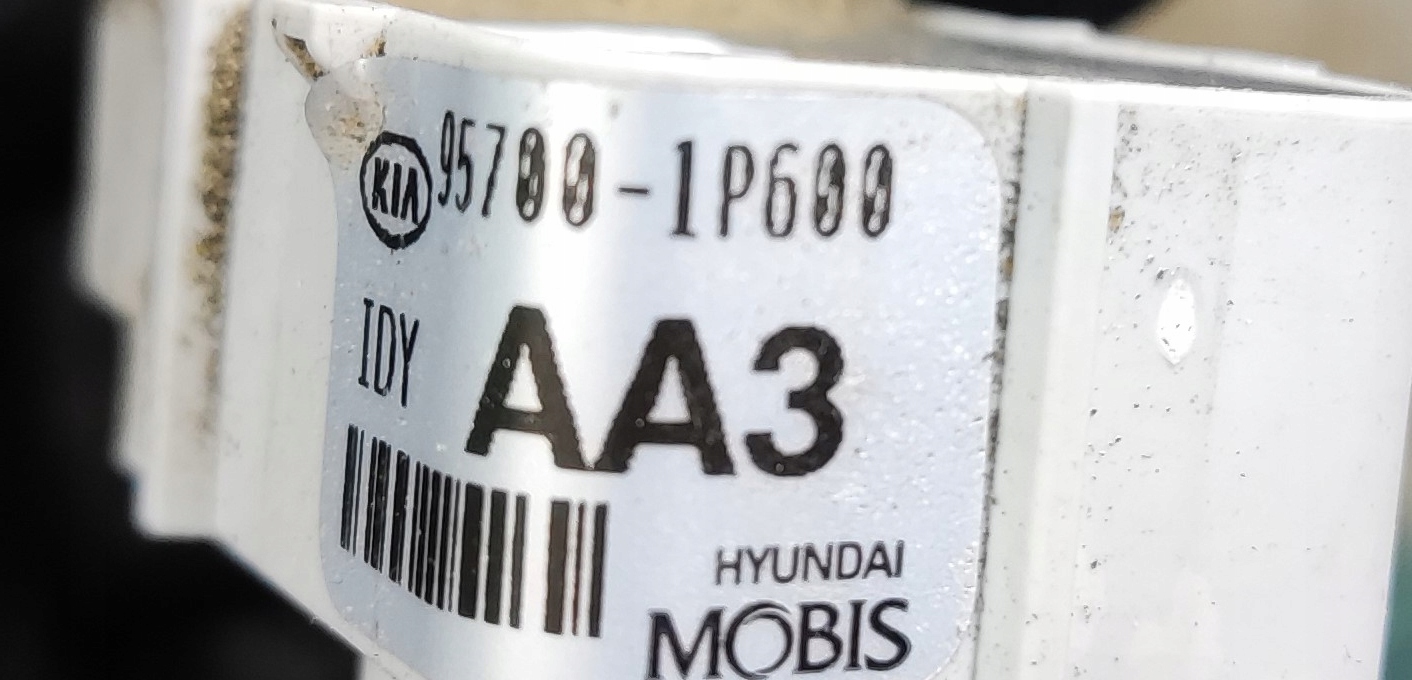 KIA 95700-1P600
IDY AA3
HYUNDAI
MOBIS